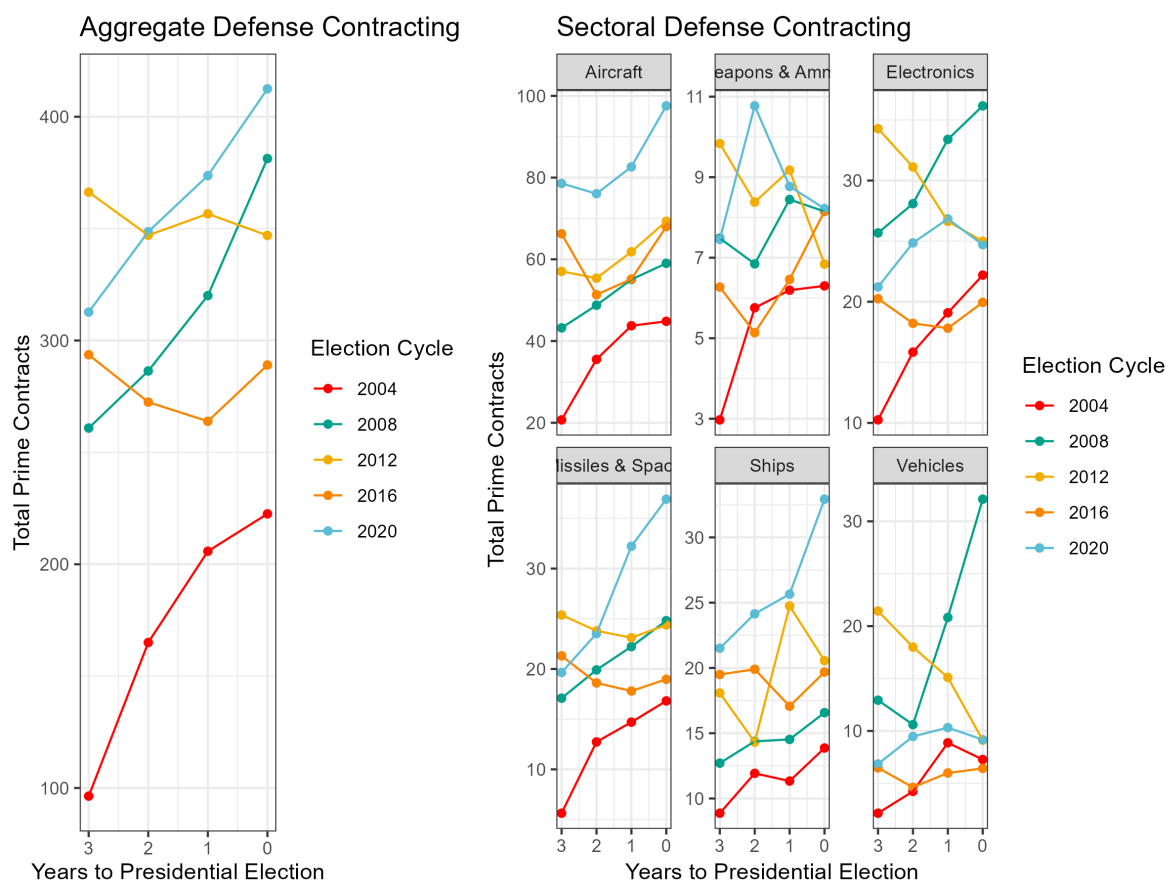 Aggregate Defense Contracting
Total Prime Contracts
400
300
200
100
3 2 1 0
Years to Presidential Election
Election Cycle
2004
2008
2012
2016
2020
Sectoral Defense Contracting
Total Prime Contracts
Aircraft
100
80
60
40
20
eapons & Amn
11
9
7
5
3
Electronics
30
20
10
Missiles & Spac
30
20
10
3 2 1 0
Ships
30
25
20
15
10
3 2 1 0
Vehicles
30
20
10
3 2 1 0
Years to Presidential Election
Election Cycle
2004
2008
2012
2016
2020